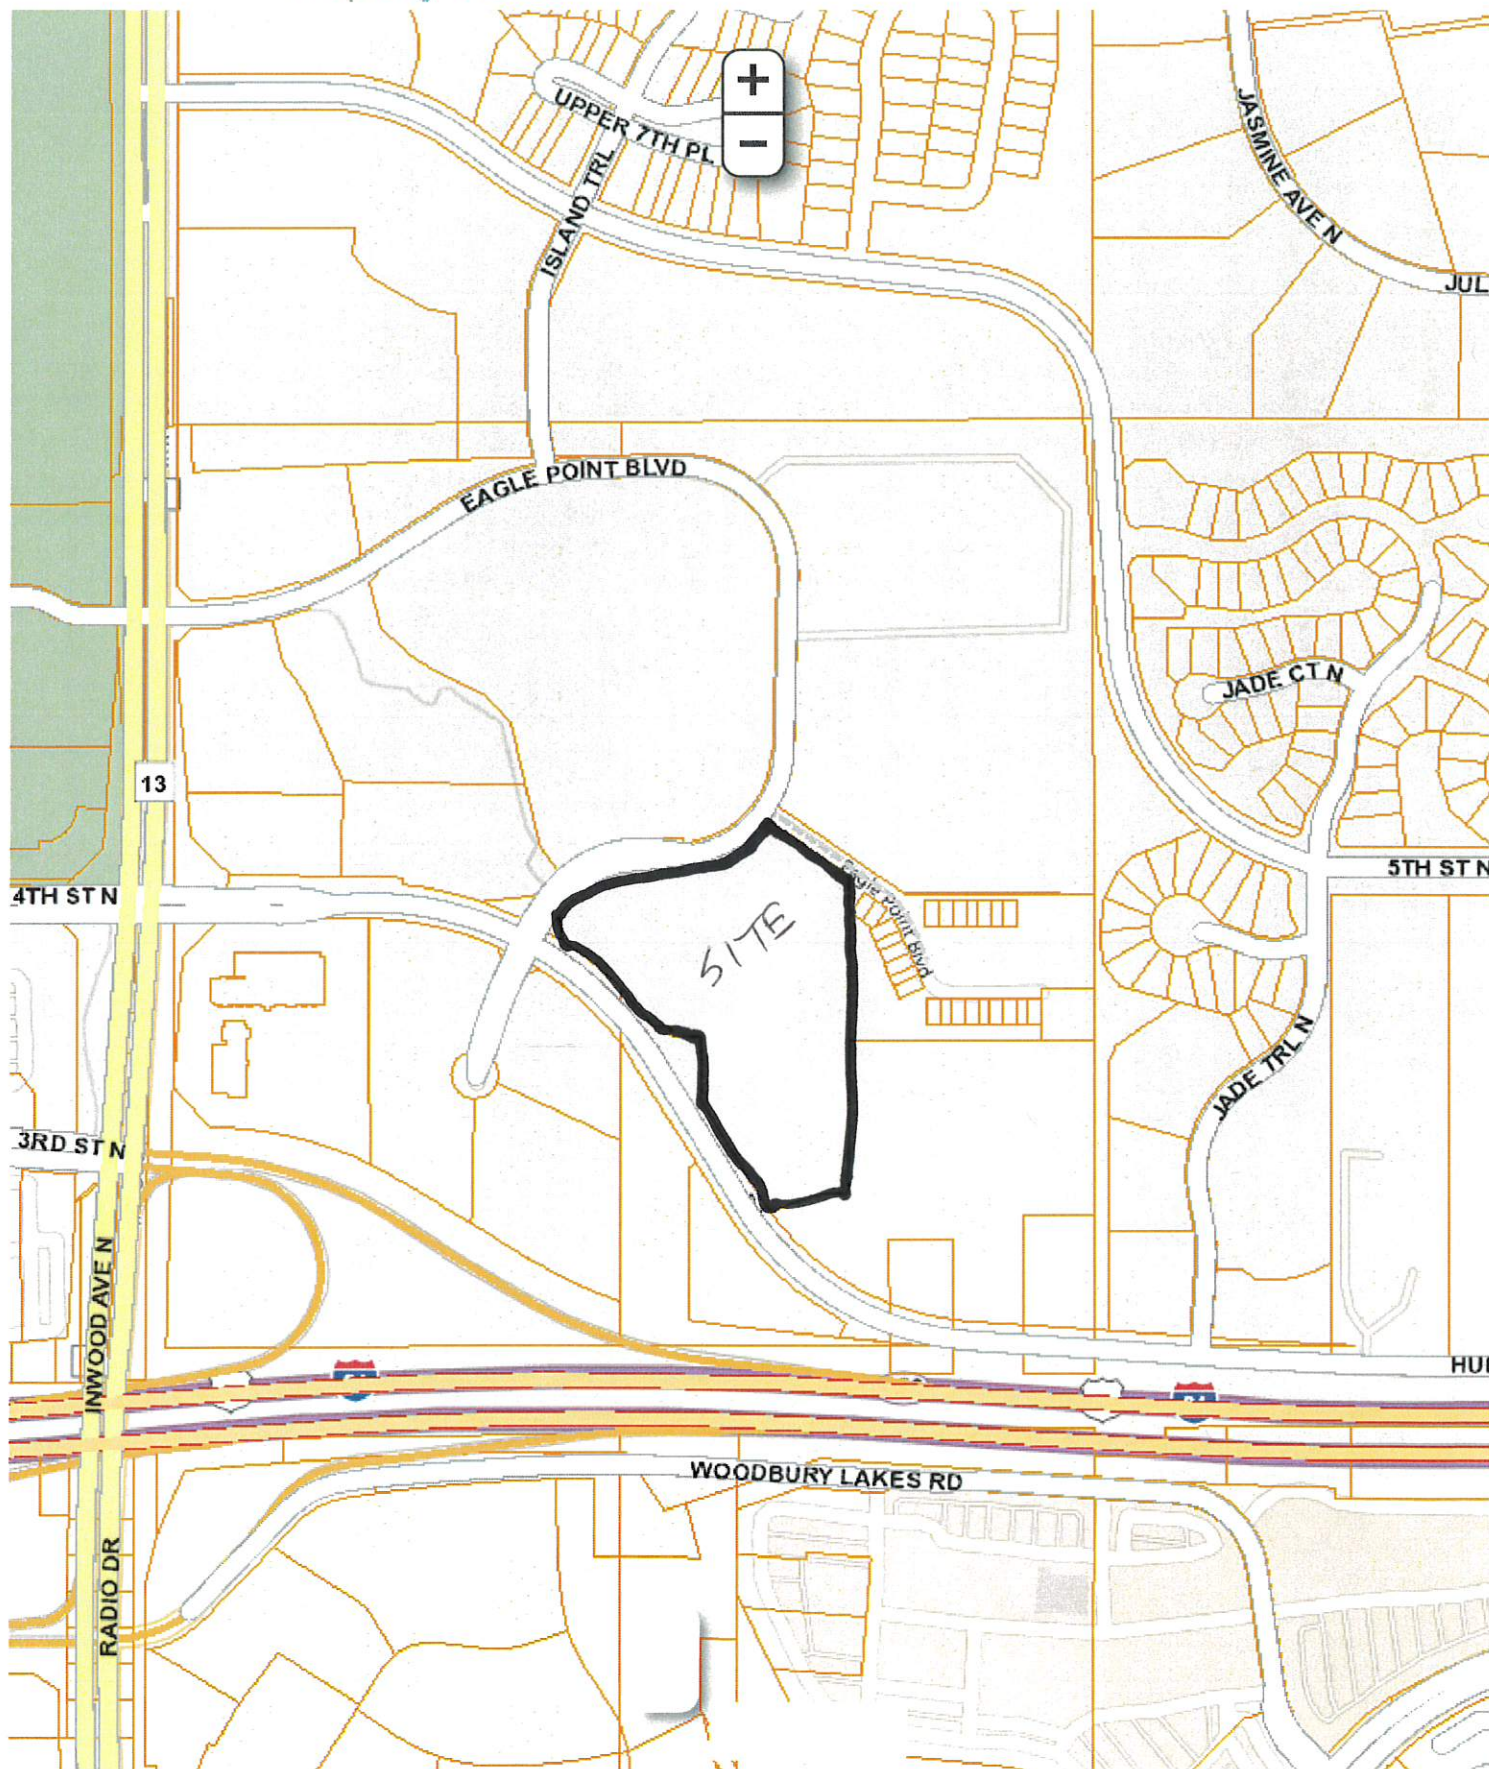 +
UPPER 7TH PL
−
JASMINE AVE N
ISLAND TRL
JUL
EAGLE POINT BLVD
JADE CT N
13
4TH ST N
Eagle Point Blvd
5TH ST N
SITE
JADE TRL N
3RD ST N
INWOOD AVE N
HU
WOODBURY LAKES RD
RADIO DR